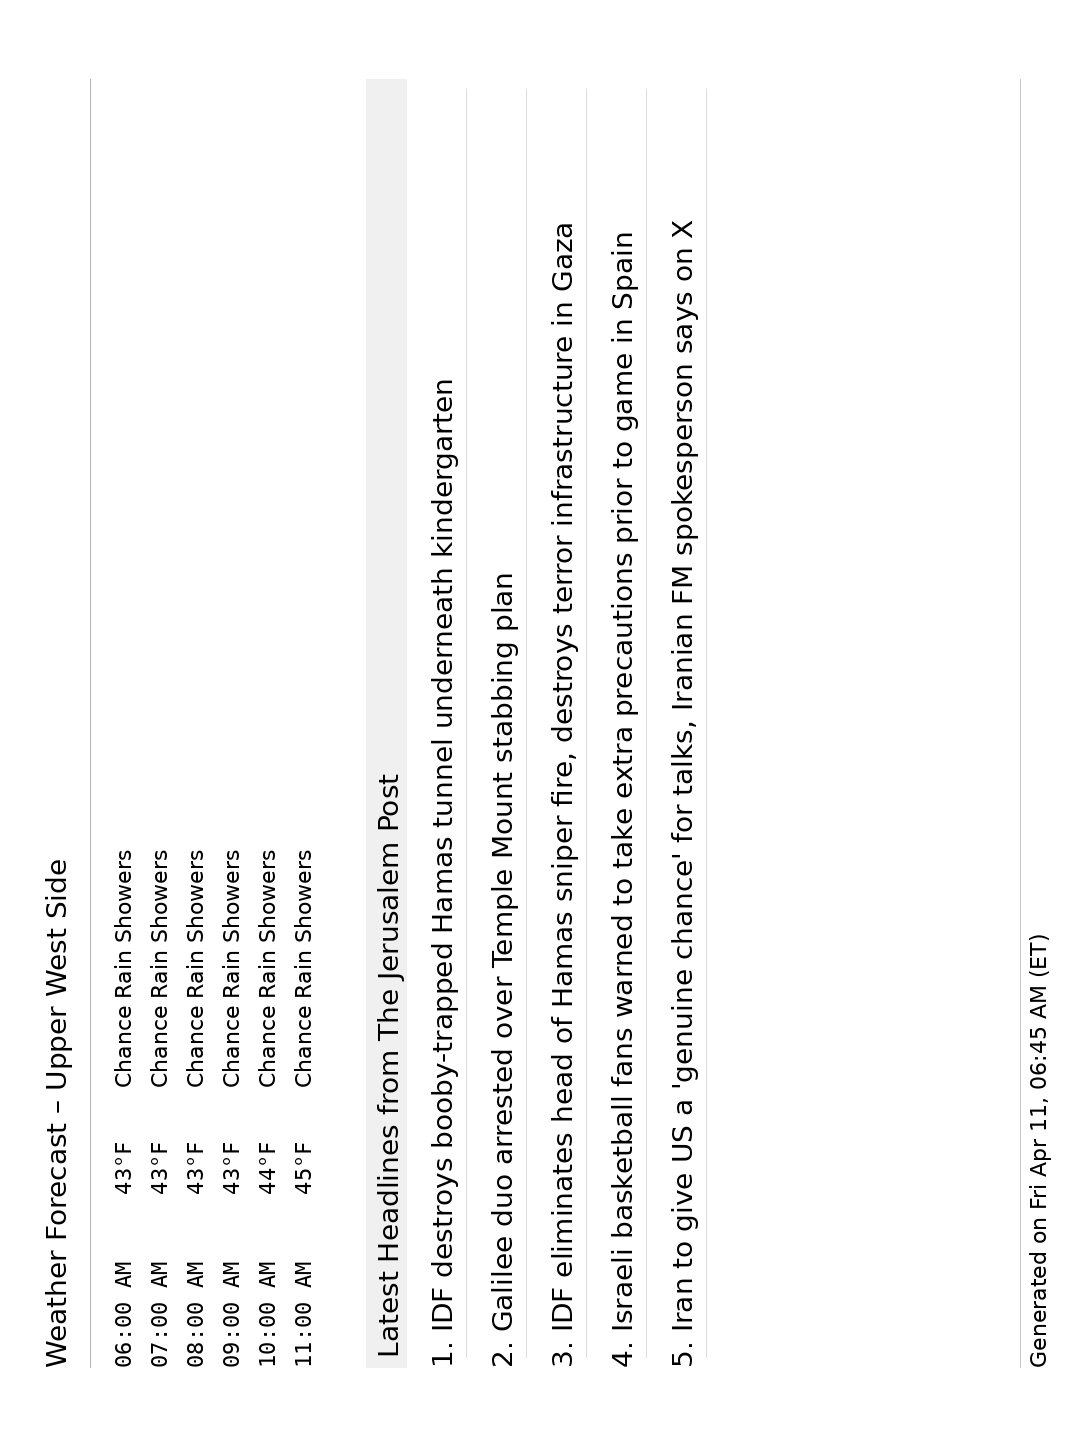 Weather Forecast – Upper West Side
06:00 AM 43°F Chance Rain Showers
07:00 AM 43°F Chance Rain Showers
08:00 AM 43°F Chance Rain Showers
09:00 AM 43°F Chance Rain Showers
10:00 AM 44°F Chance Rain Showers
11:00 AM 45°F Chance Rain Showers
Latest Headlines from The Jerusalem Post
1. IDF destroys booby-trapped Hamas tunnel underneath kindergarten
2. Galilee duo arrested over Temple Mount stabbing plan
3. IDF eliminates head of Hamas sniper fire, destroys terror infrastructure in Gaza
4. Israeli basketball fans warned to take extra precautions prior to game in Spain
5. Iran to give US a 'genuine chance' for talks, Iranian FM spokesperson says on X
Generated on Fri Apr 11, 06:45 AM (ET)